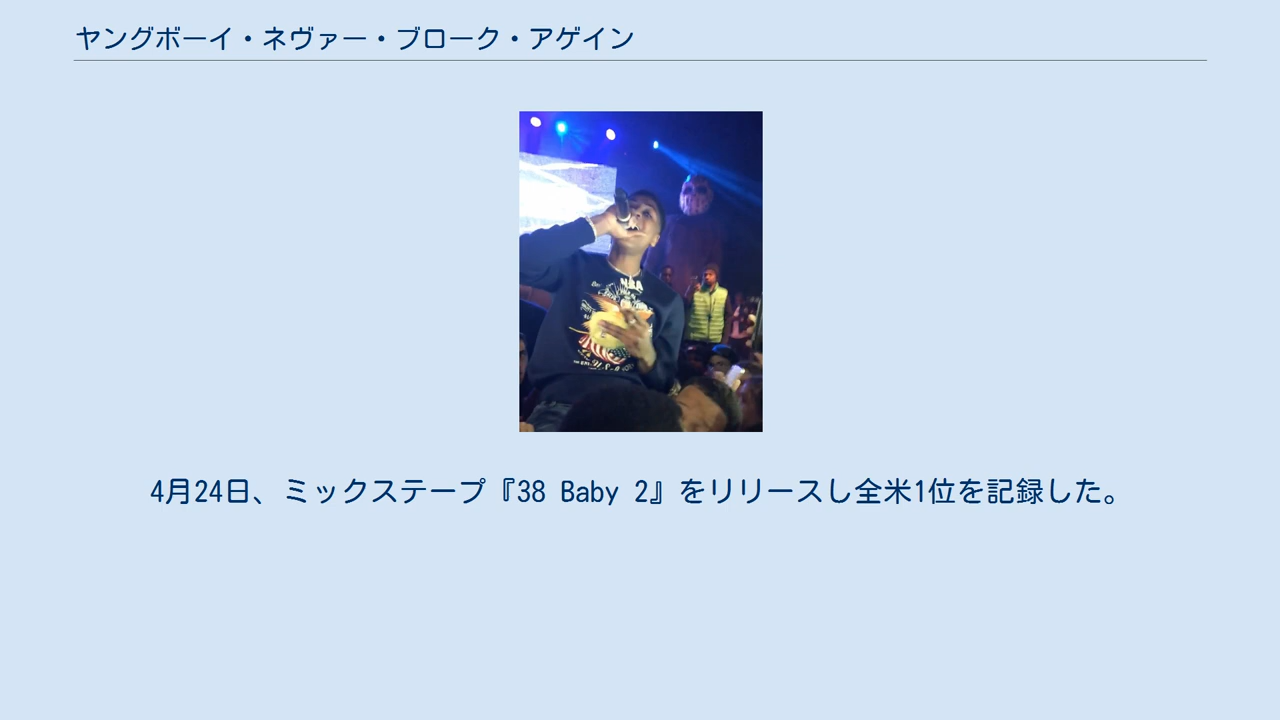 ヤングボーイ・ネヴァー・ブローク・アゲイン
4月24日、ミックステープ『38 Baby 2』をリリースし全米1位を記録した。